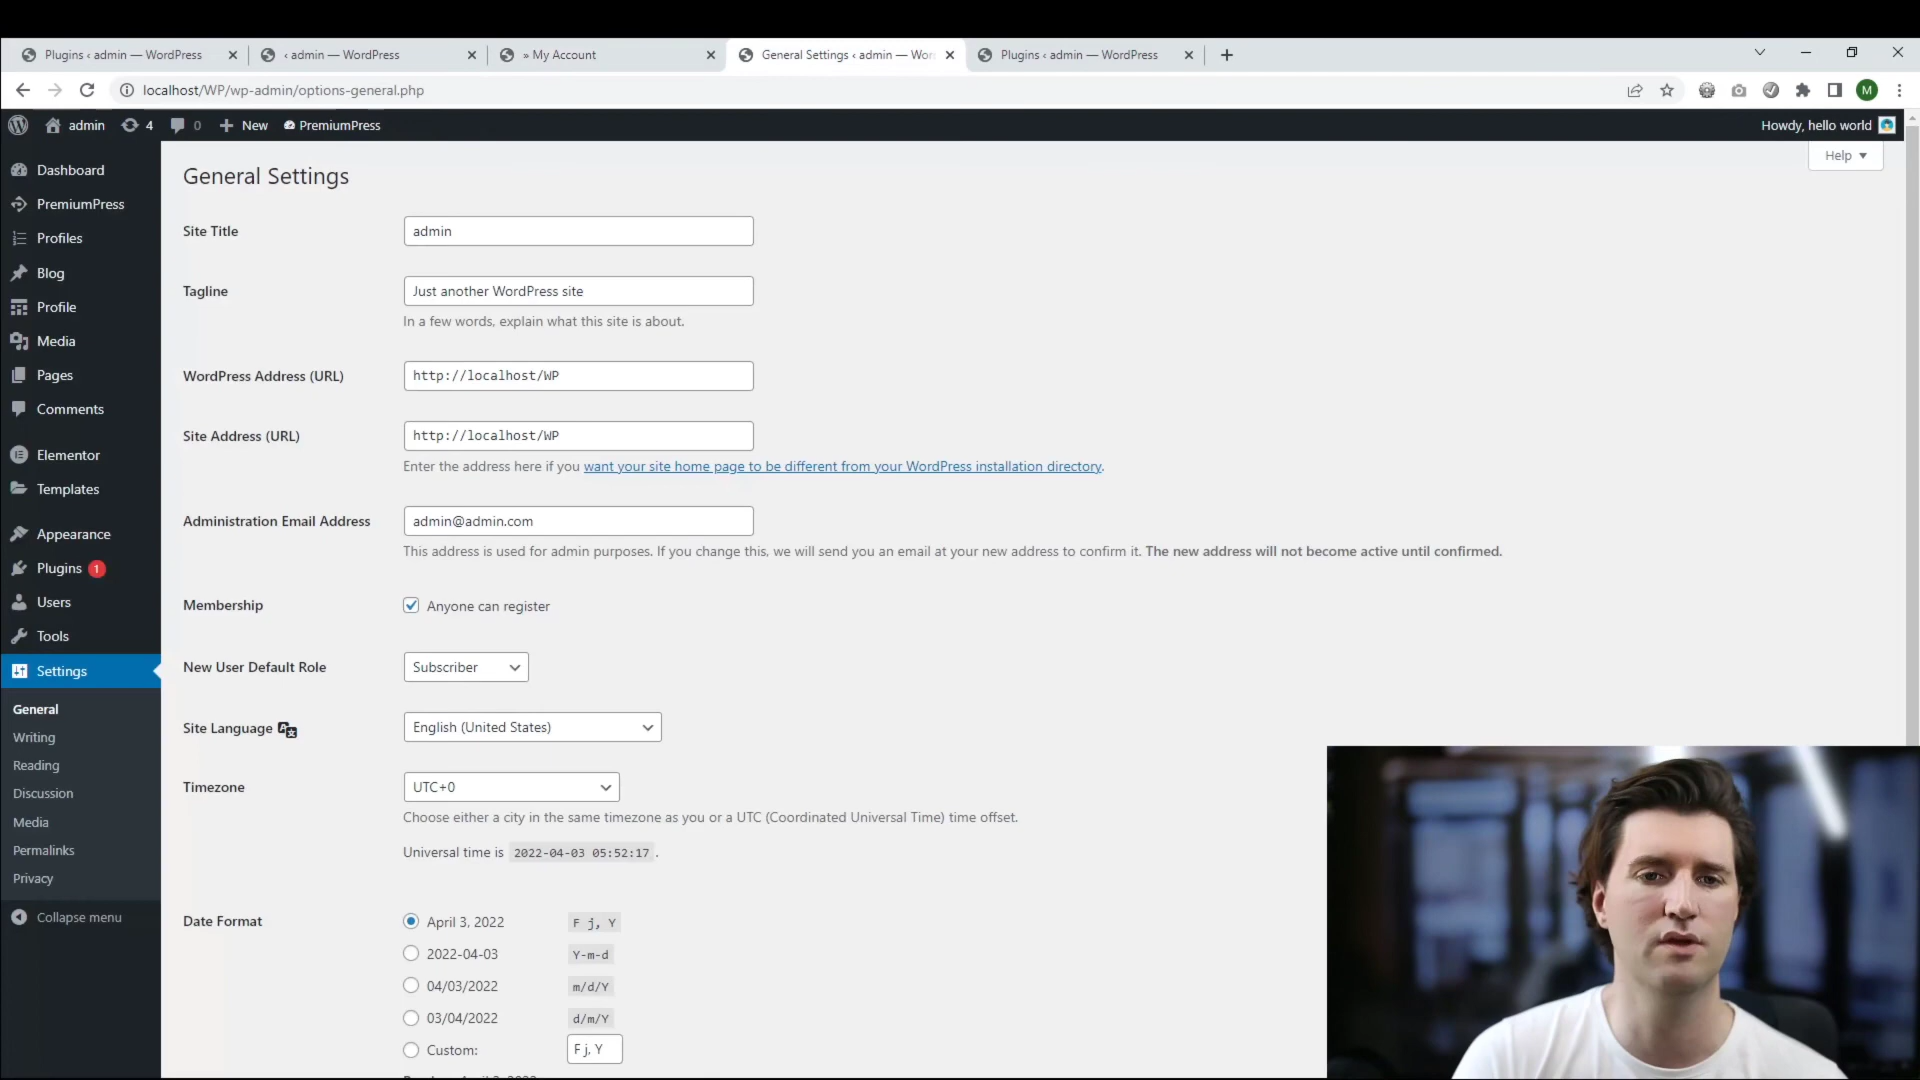 Plugins ‹ admin — WordPress
‹ admin — WordPress
» My Account
General Settings ‹ admin — Wor
Plugins ‹ admin — WordPress
localhost/WP/wp-admin/options-general.php
M
admin
4
0
New
PremiumPress
Howdy, hello world
Help
Dashboard
PremiumPress
Profiles
Blog
Profile
Media
Pages
Comments
Elementor
Templates
Appearance
Plugins 1
Users
Tools
Settings
General
Writing
Reading
Discussion
Media
Permalinks
Privacy
Collapse menu
General Settings
Site Title
admin
Tagline
Just another WordPress site
In a few words, explain what this site is about.
WordPress Address (URL)
http://localhost/WP
Site Address (URL)
http://localhost/WP
Enter the address here if you want your site home page to be different from your WordPress installation directory.
Administration Email Address
admin@admin.com
This address is used for admin purposes. If you change this, we will send you an email at your new address to confirm it. The new address will not become active until confirmed.
Membership
Anyone can register
New User Default Role
Subscriber
Site Language
English (United States)
Timezone
UTC+0
Choose either a city in the same timezone as you or a UTC (Coordinated Universal Time) time offset.
Universal time is 2022-04-03 05:52:17 .
Date Format
April 3, 2022 F j, Y
2022-04-03 Y-m-d
04/03/2022 m/d/Y
03/04/2022 d/m/Y
Custom: F j, Y